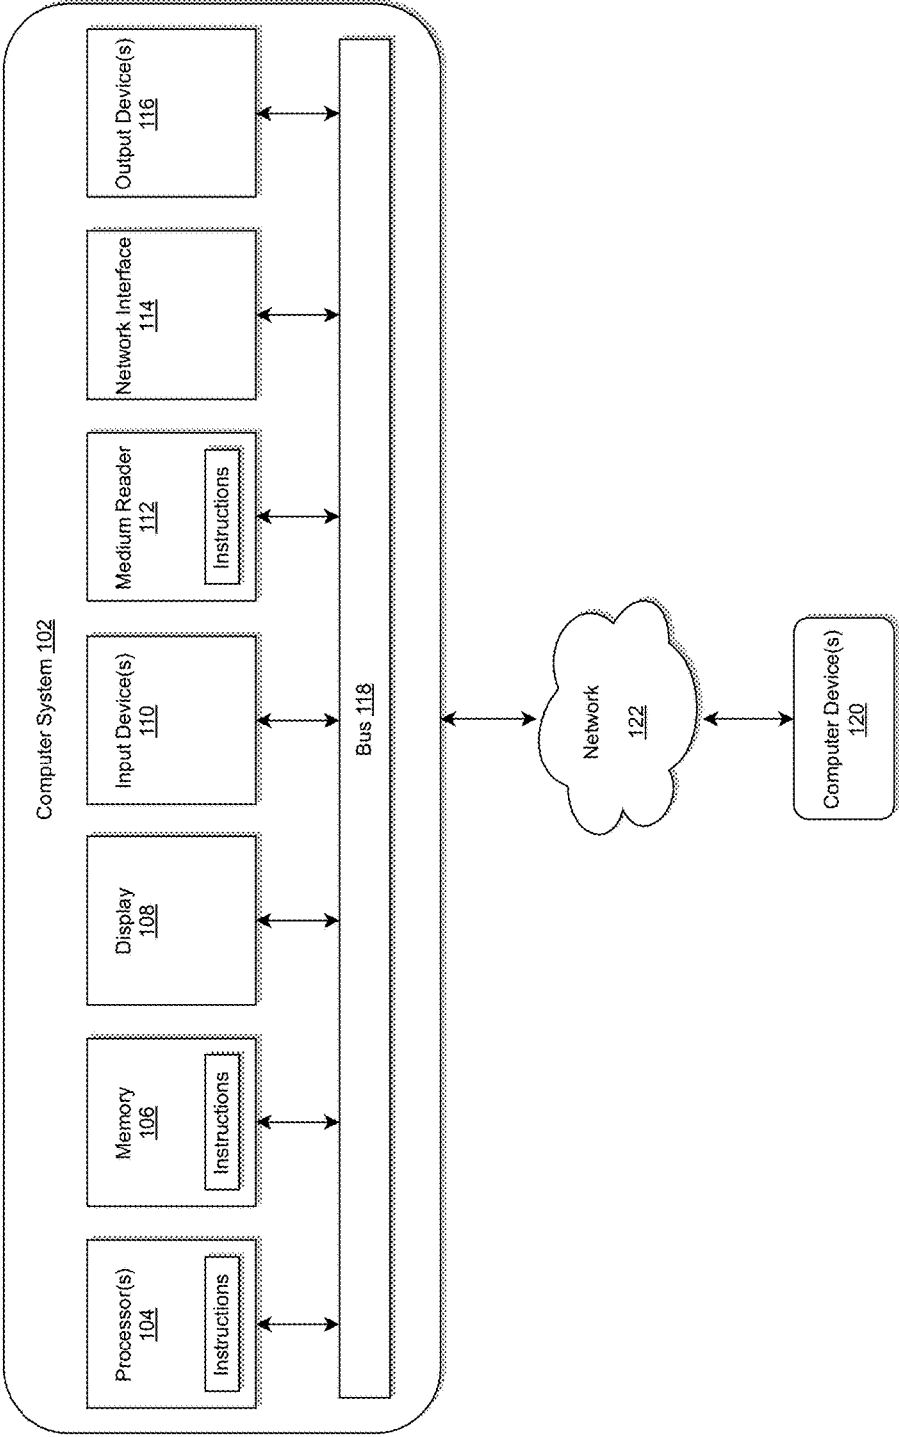 Computer System 102
Processor(s)
104
Instructions
Memory
106
Instructions
Display
108
Input Device(s)
110
Medium Reader
112
Instructions
Network Interface
114
Output Device(s)
116
Bus 118
Network
122
Computer Device(s)
120